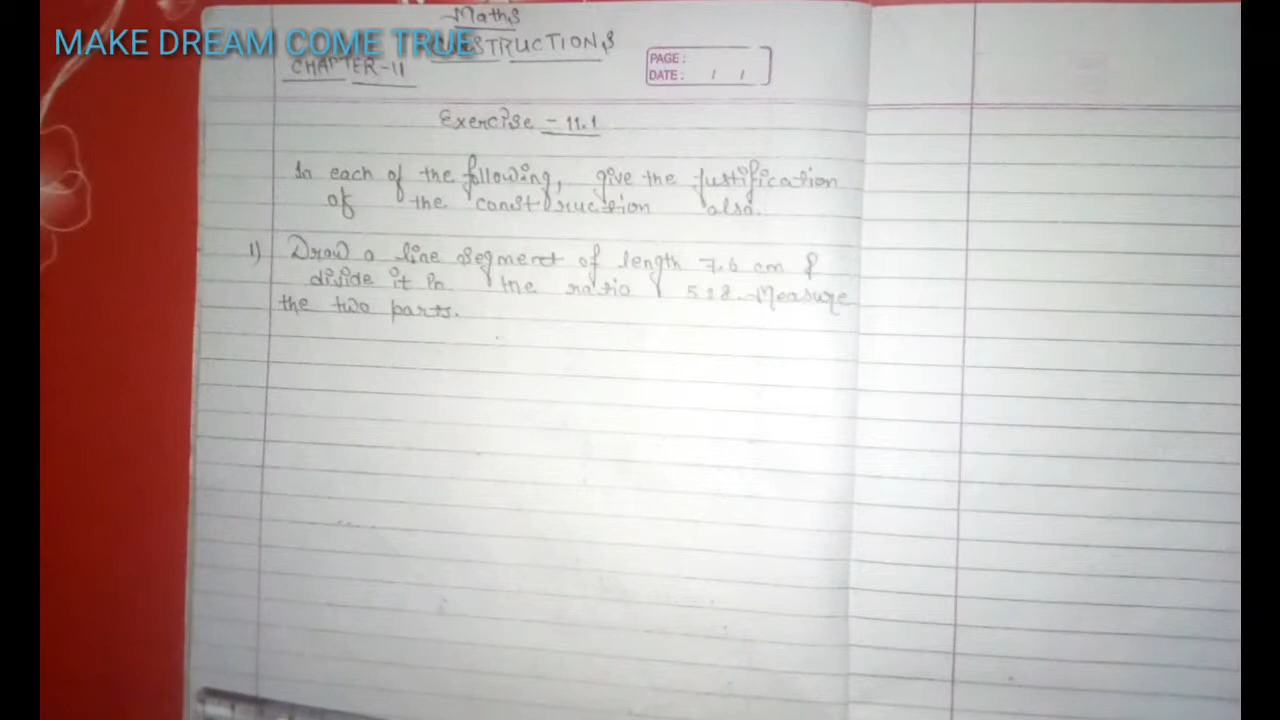 Maths
MAKE DREAM COME TRUE
CONSTRUCTIONS
CHAPTER-11
PAGE:
DATE: / /
Exercise - 11.1
In each of the following, give the justification
of the construction also.
1) Draw a line segment of length 7.6 cm &
divide it in the ratio 5:8. Measure
the two parts.